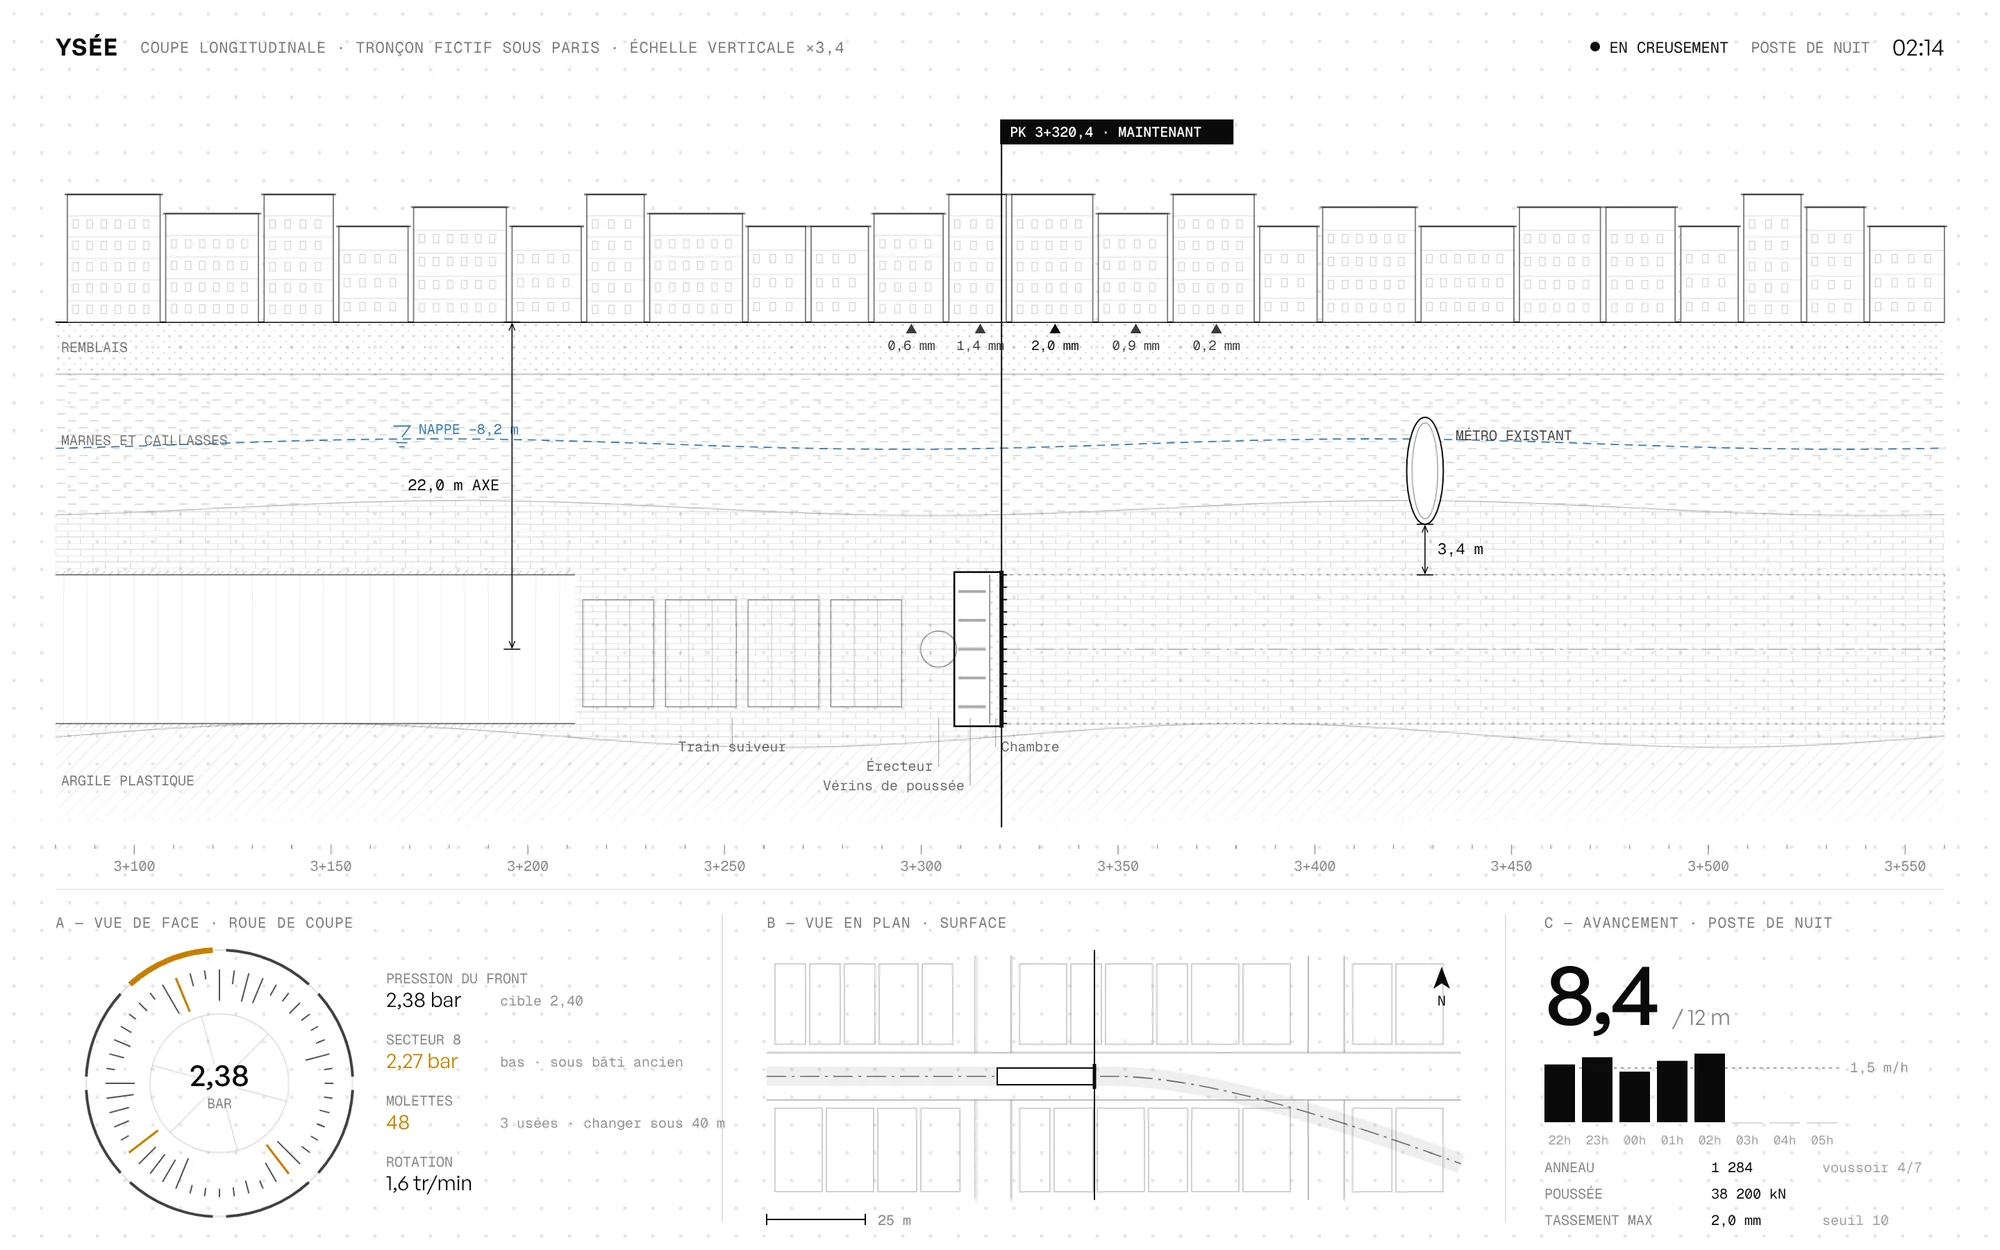 YSÉE COUPE LONGITUDINALE · TRONÇON FICTIF SOUS PARIS · ÉCHELLE VERTICALE ×3,4
● EN CREUSEMENT POSTE DE NUIT 02:14
PK 3+320,4 · MAINTENANT
REMBLAIS
0,6 mm 1,4 mm 2,0 mm 0,9 mm 0,2 mm
NAPPE −8,2 m
MARNES ET CAILLASSES
MÉTRO EXISTANT
22,0 m AXE
3,4 m
Train suiveur
Chambre
Érecteur
Vérins de poussée
ARGILE PLASTIQUE
3+100 3+150 3+200 3+250 3+300 3+350 3+400 3+450 3+500 3+550
A — VUE DE FACE · ROUE DE COUPE
2,38
BAR
PRESSION DU FRONT
2,38 bar cible 2,40
SECTEUR 8
2,27 bar bas · sous bâti ancien
MOLETTES
48 3 usées · changer sous 40 m
ROTATION
1,6 tr/min
B — VUE EN PLAN · SURFACE
N
25 m
C — AVANCEMENT · POSTE DE NUIT
8,4 / 12 m
1,5 m/h
22h 23h 00h 01h 02h 03h 04h 05h
ANNEAU 1 284 voussoir 4/7
POUSSÉE 38 200 kN
TASSEMENT MAX 2,0 mm seuil 10